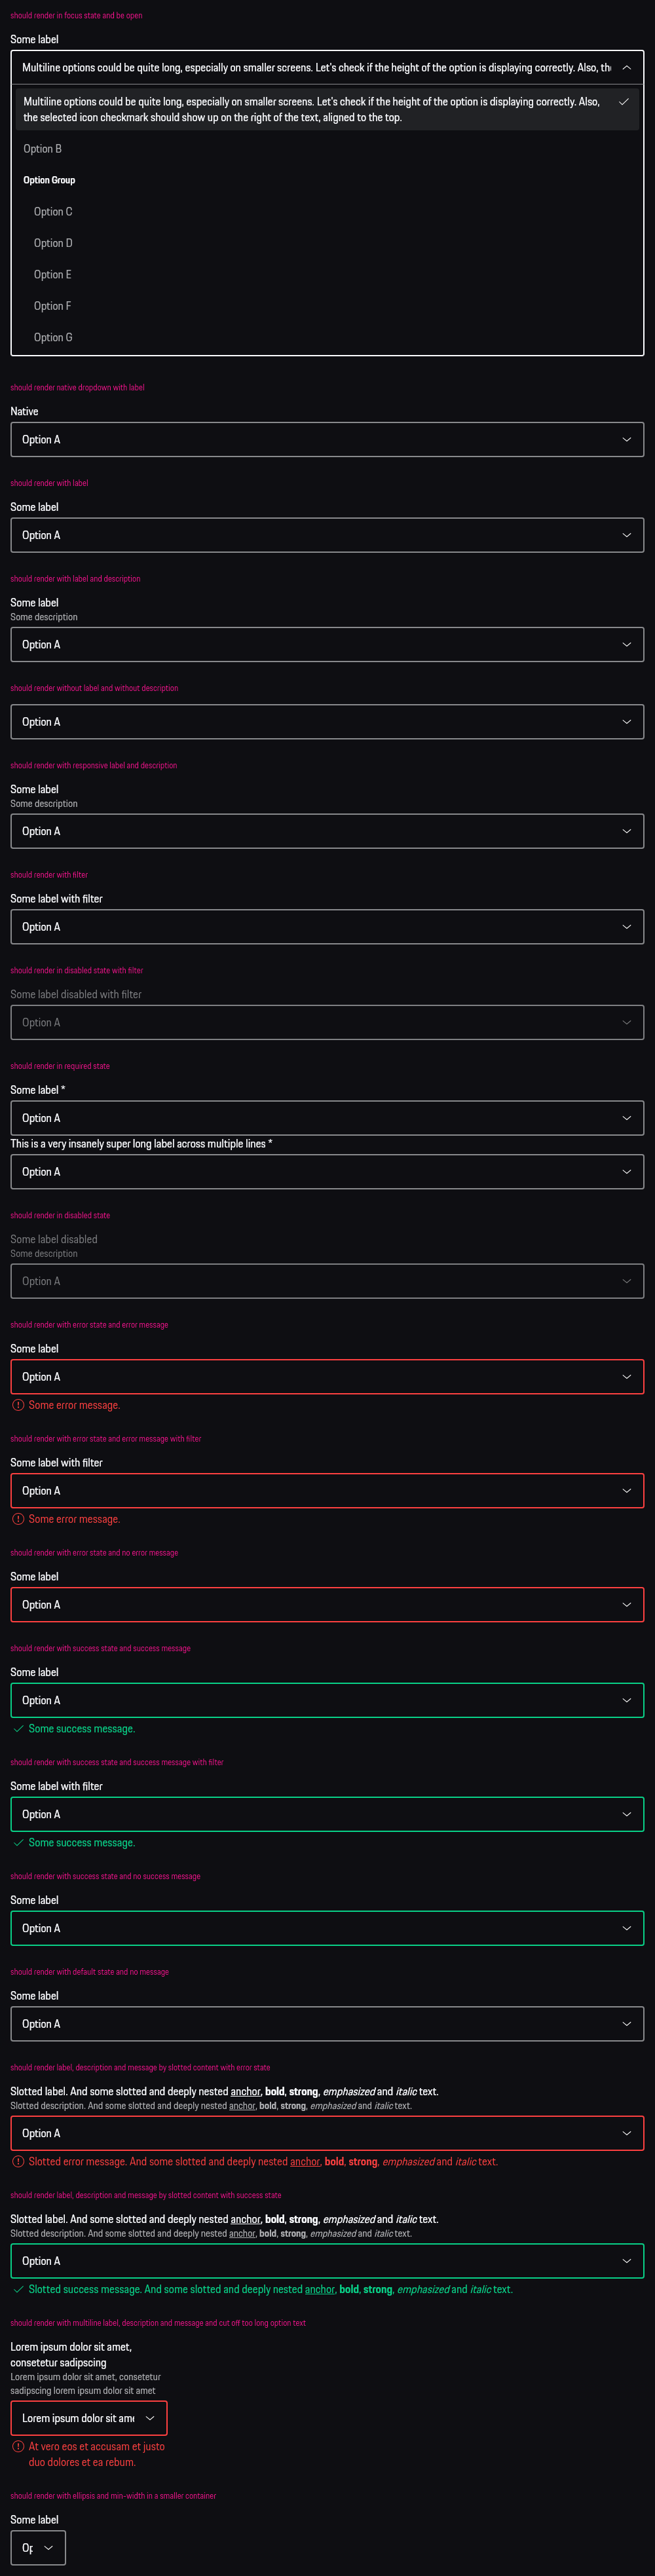 should render in focus state and be open
Some label
Multiline options could be quite long, especially on smaller screens. Let's check if the height of the option is displaying correctly. Also, the
Multiline options could be quite long, especially on smaller screens. Let's check if the height of the option is displaying correctly. Also,
the selected icon checkmark should show up on the right of the text, aligned to the top.
Option B
Option Group
Option C
Option D
Option E
Option F
Option G
should render native dropdown with label
Native
Option A
should render with label
Some label
Option A
should render with label and description
Some label
Some description
Option A
should render without label and without description
Option A
should render with responsive label and description
Some label
Some description
Option A
should render with filter
Some label with filter
Option A
should render in disabled state with filter
Some label disabled with filter
Option A
should render in required state
Some label *
Option A
This is a very insanely super long label across multiple lines *
Option A
should render in disabled state
Some label disabled
Some description
Option A
should render with error state and error message
Some label
Option A
Some error message.
should render with error state and error message with filter
Some label with filter
Option A
Some error message.
should render with error state and no error message
Some label
Option A
should render with success state and success message
Some label
Option A
Some success message.
should render with success state and success message with filter
Some label with filter
Option A
Some success message.
should render with success state and no success message
Some label
Option A
should render with default state and no message
Some label
Option A
should render label, description and message by slotted content with error state
Slotted label. And some slotted and deeply nested anchor, bold, strong, emphasized and italic text.
Slotted description. And some slotted and deeply nested anchor, bold, strong, emphasized and italic text.
Option A
Slotted error message. And some slotted and deeply nested anchor, bold, strong, emphasized and italic text.
should render label, description and message by slotted content with success state
Slotted label. And some slotted and deeply nested anchor, bold, strong, emphasized and italic text.
Slotted description. And some slotted and deeply nested anchor, bold, strong, emphasized and italic text.
Option A
Slotted success message. And some slotted and deeply nested anchor, bold, strong, emphasized and italic text.
should render with multiline label, description and message and cut off too long option text
Lorem ipsum dolor sit amet,
consetetur sadipscing
Lorem ipsum dolor sit amet, consetetur
sadipscing lorem ipsum dolor sit amet
Lorem ipsum dolor sit ame
At vero eos et accusam et justo
duo dolores et ea rebum.
should render with ellipsis and min-width in a smaller container
Some label
Op